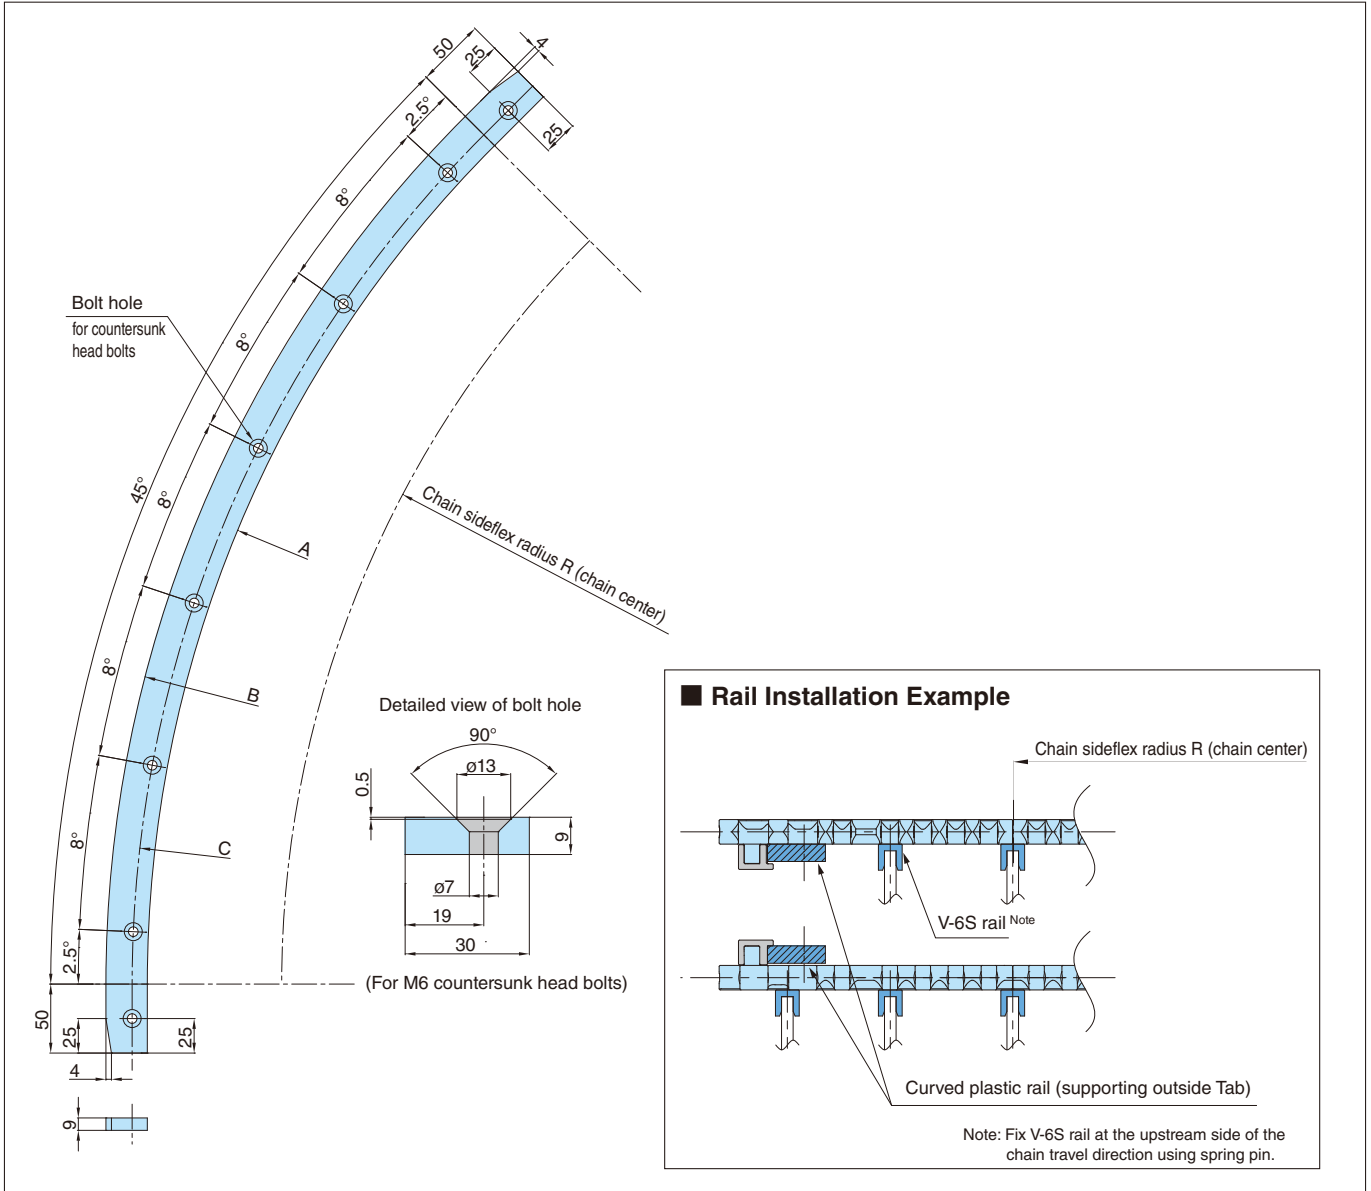 50
25
4
2.5°
25
8°
Bolt hole
for countersunk
head bolts
8°
45°
8°
A
Chain sideflex radius R (chain center)
8°
B
8°
C
2.5°
50
25
25
4
9
Detailed view of bolt hole
90°
ø13
0.5
9
ø7
19
30
(For M6 countersunk head bolts)
■ Rail Installation Example
Chain sideflex radius R (chain center)
V-6S rail Note
Curved plastic rail (supporting outside Tab)
Note: Fix V-6S rail at the upstream side of the
chain travel direction using spring pin.